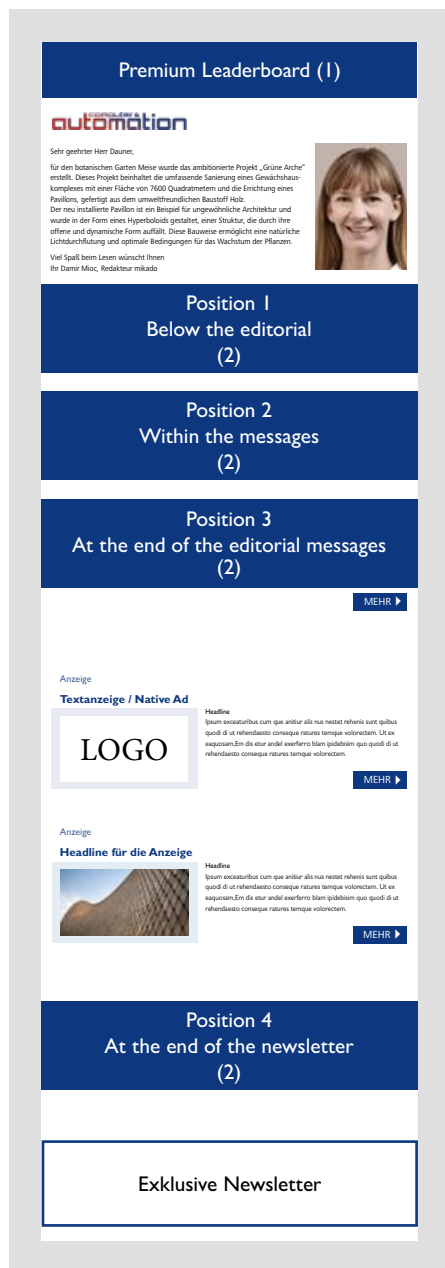 Premium Leaderboard (1)
computer &
automation
Sehr geehrter Herr Dauner,
für den botanischen Garten Meise wurde das ambitionierte Projekt „Grüne Arche“
erstellt. Dieses Projekt beinhaltet die umfassende Sanierung eines Gewächshaus-
komplexes mit einer Fläche von 7600 Quadratmetern und die Errichtung eines
Pavillons, gefertigt aus dem umweltfreundlichen Baustoff Holz.
Der neu installierte Pavillon ist ein Beispiel für ungewöhnliche Architektur und
wurde in der Form eines Hyperboloids gestaltet, einer Struktur, die durch ihre
offene und dynamische Form auffällt. Diese Bauweise ermöglicht eine natürliche
Lichtdurchflutung und optimale Bedingungen für das Wachstum der Pflanzen.
Viel Spaß beim Lesen wünscht Ihnen
Ihr Damir Mioc, Redakteur mikado
Position 1
Below the editorial
(2)
Position 2
Within the messages
(2)
Position 3
At the end of the editorial messages
(2)
MEHR
Anzeige
Textanzeige / Native Ad
LOGO
Headline
Ipsum exceaturibus cum que anitiur alis nus nestet rehenis sunt quibus
quodi di ut rehendaesto conseque ratures temque volorectem. Ut ex
eaquosam,Em dis etur andel exerferro blam ipidebisim quo quodi di ut
rehendaesto conseque ratures temque volorectem.
MEHR
Anzeige
Headline für die Anzeige
Headline
Ipsum exceaturibus cum que anitiur alis nus nestet rehenis sunt quibus
quodi di ut rehendaesto conseque ratures temque volorectem. Ut ex
eaquosam,Em dis etur andel exerferro blam ipidebisim quo quodi di ut
rehendaesto conseque ratures temque volorectem.
MEHR
Position 4
At the end of the newsletter
(2)
Exklusive Newsletter